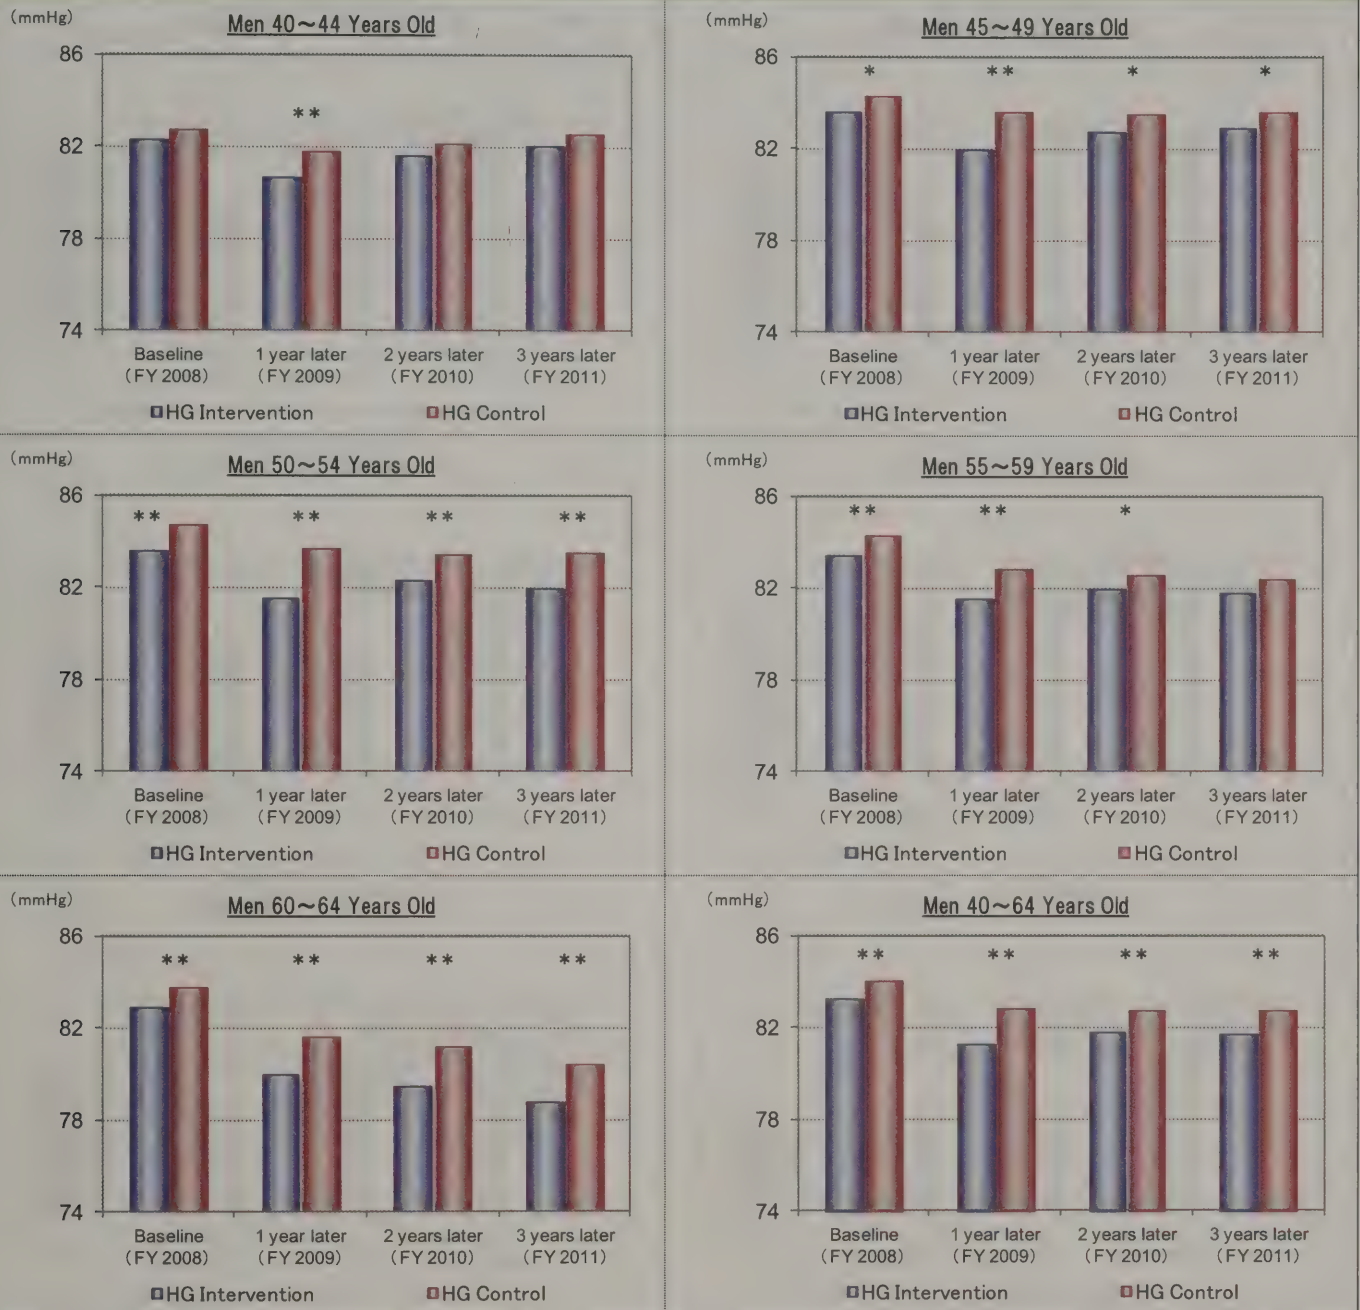 (mmHg)
Men 40～44 Years Old
86
**
82
78
74
Baseline 1 year later 2 years later 3 years later
(FY 2008) (FY 2009) (FY 2010) (FY 2011)
HG Intervention HG Control
(mmHg)
Men 45～49 Years Old
86
* ** * *
82
78
74
Baseline 1 year later 2 years later 3 years later
(FY 2008) (FY 2009) (FY 2010) (FY 2011)
HG Intervention HG Control
(mmHg)
Men 50～54 Years Old
86
** ** ** **
82
78
74
Baseline 1 year later 2 years later 3 years later
(FY 2008) (FY 2009) (FY 2010) (FY 2011)
HG Intervention HG Control
(mmHg)
Men 55～59 Years Old
86
** ** *
82
78
74
Baseline 1 year later 2 years later 3 years later
(FY 2008) (FY 2009) (FY 2010) (FY 2011)
HG Intervention HG Control
(mmHg)
Men 60～64 Years Old
86
** ** ** **
82
78
74
Baseline 1 year later 2 years later 3 years later
(FY 2008) (FY 2009) (FY 2010) (FY 2011)
HG Intervention HG Control
(mmHg)
Men 40～64 Years Old
86
** ** ** **
82
78
74
Baseline 1 year later 2 years later 3 years later
(FY 2008) (FY 2009) (FY 2010) (FY 2011)
HG Intervention HG Control